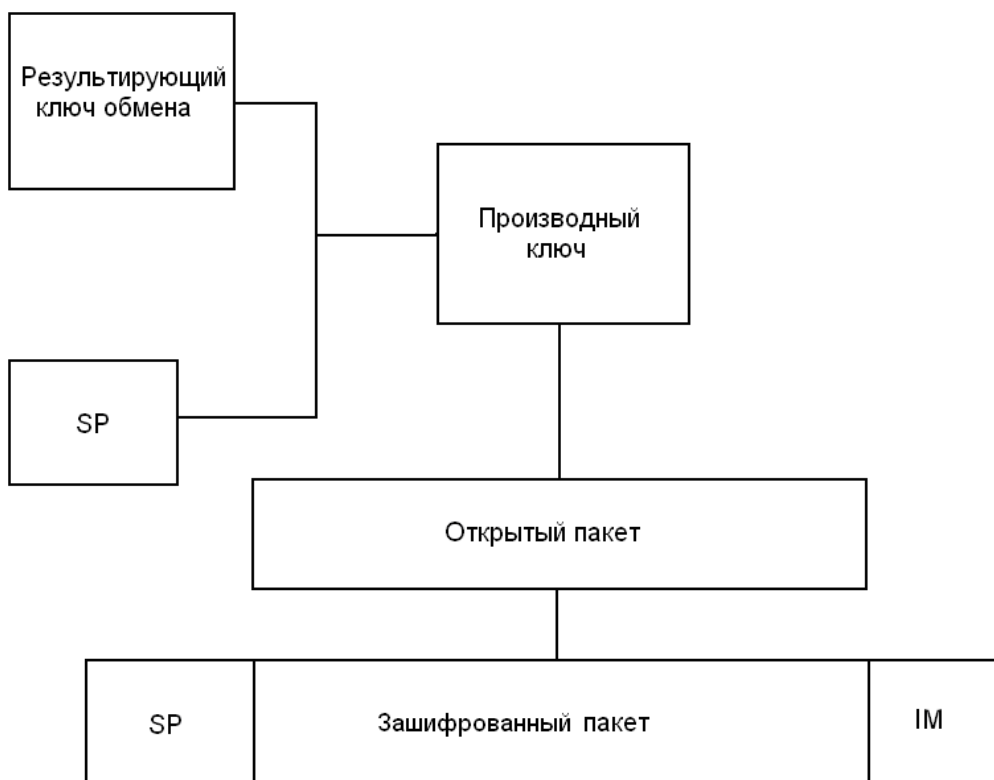 Результирующий
ключ обмена
Производный
ключ
SP
Открытый пакет
SP
Зашифрованный пакет
IM